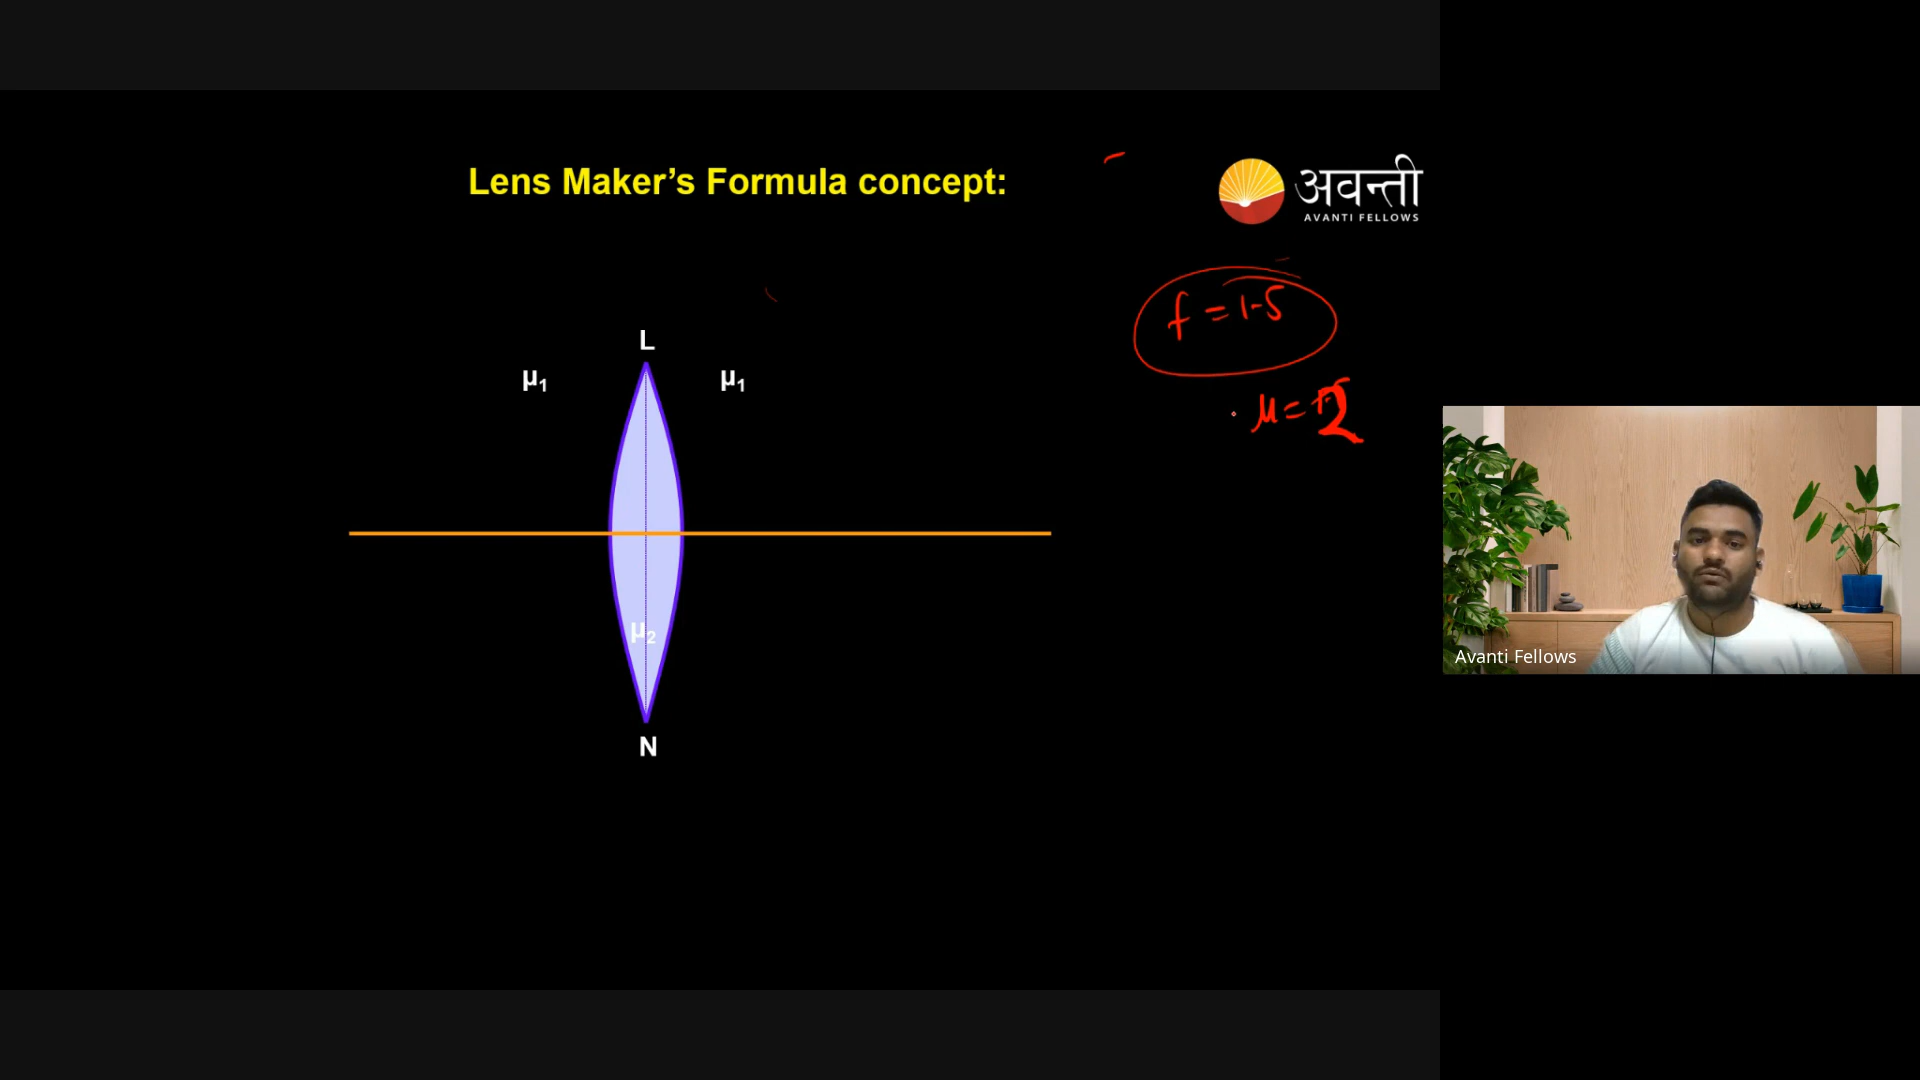 Lens Maker's Formula concept:
अवन्ती
AVANTI FELLOWS
f = 1.5
L
μ₁ μ₁
μ = 2
N
μ₂
Avanti Fellows